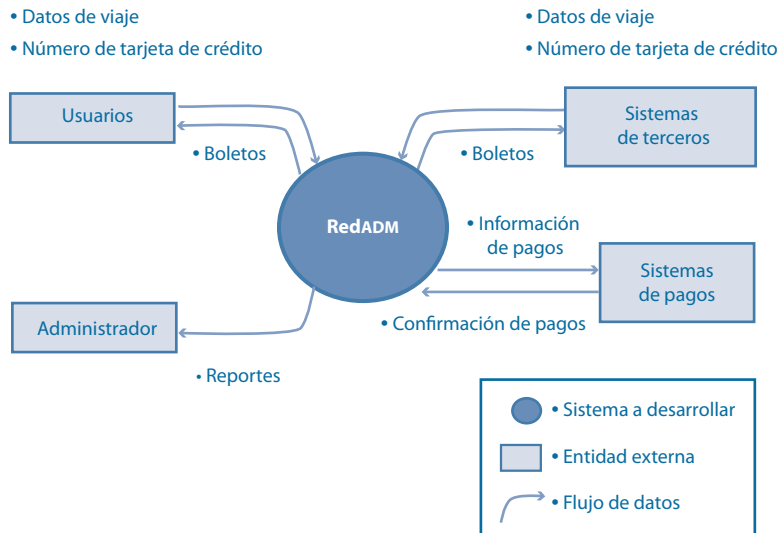 • Datos de viaje
• Número de tarjeta de crédito
• Datos de viaje
• Número de tarjeta de crédito
Usuarios
Sistemas
de terceros
• Boletos
• Boletos
RedADM
• Información
de pagos
Sistemas
de pagos
Administrador
• Confirmación de pagos
• Reportes
• Sistema a desarrollar
• Entidad externa
• Flujo de datos